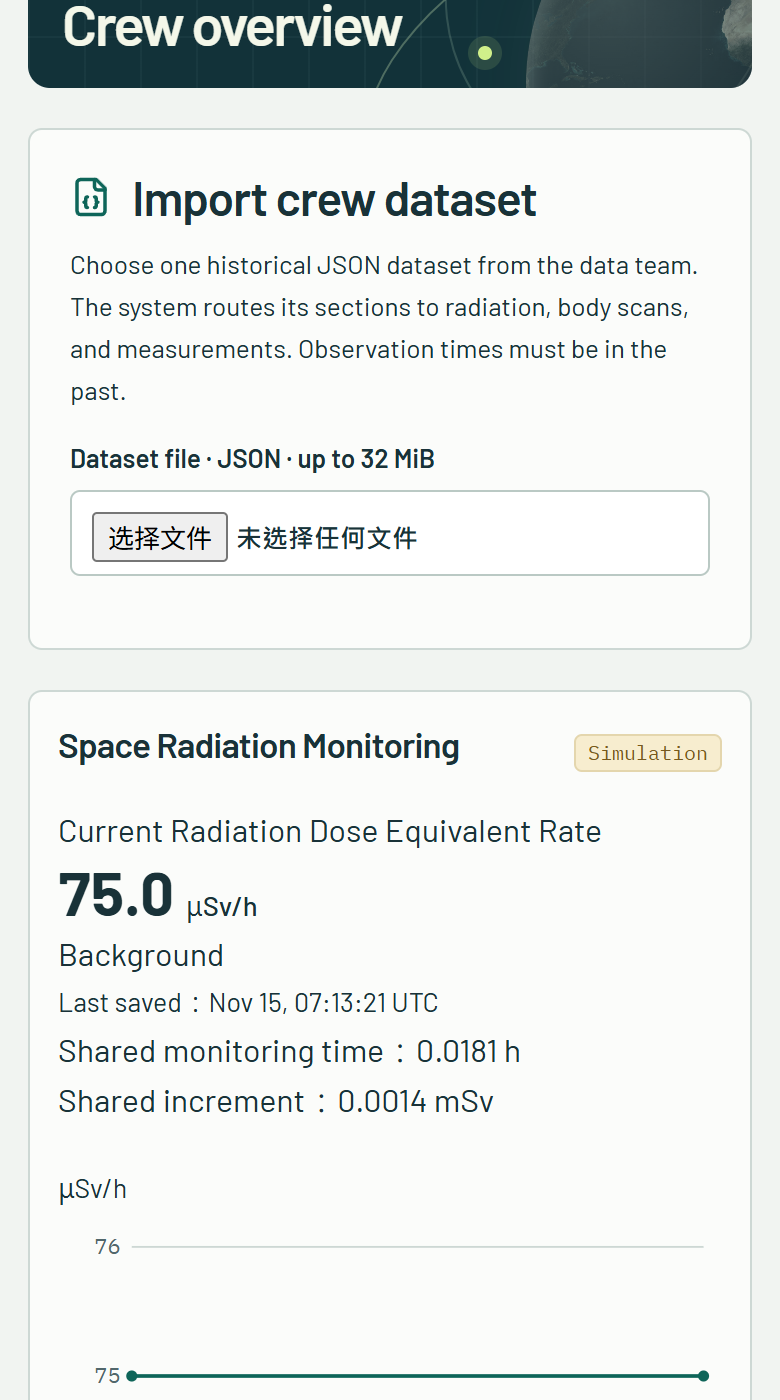 Crew overview
Import crew dataset
Choose one historical JSON dataset from the data team.
The system routes its sections to radiation, body scans,
and measurements. Observation times must be in the
past.
Dataset file · JSON · up to 32 MiB
选择文件 未选择任何文件
Space Radiation Monitoring
Simulation
Current Radiation Dose Equivalent Rate
75.0 µSv/h
Background
Last saved：Nov 15, 07:13:21 UTC
Shared monitoring time：0.0181 h
Shared increment：0.0014 mSv
µSv/h
76
75